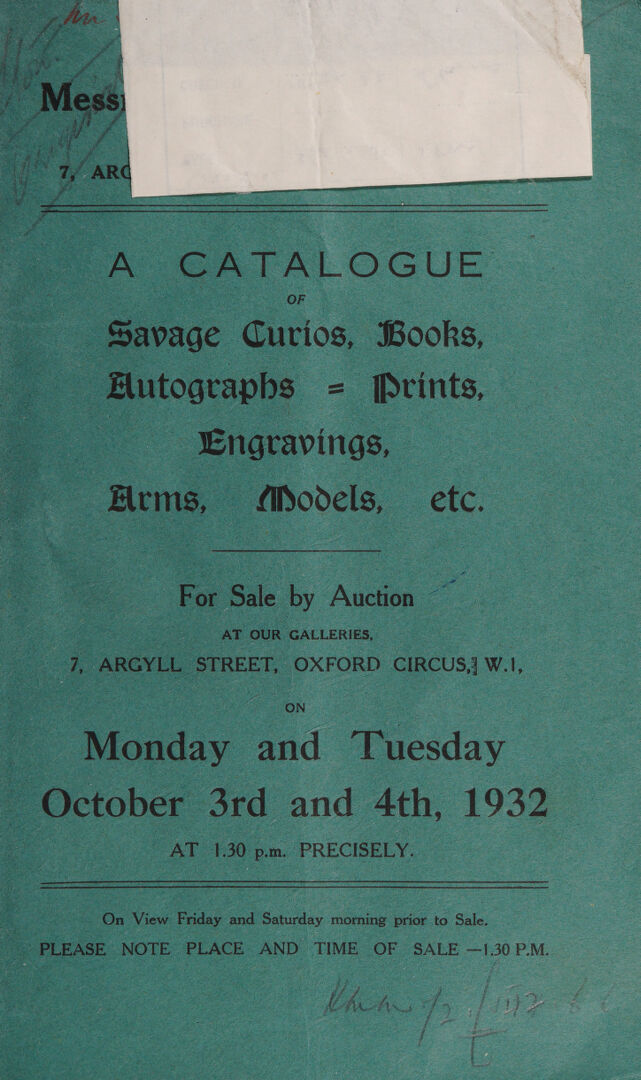 Mess
7, ARG
A CATALOGUE
OF
Savage Curios, Books,
Autographs = Prints,
Engravings,
Arms, Models, etc.
For Sale by Auction
AT OUR GALLERIES,
7, ARGYLL STREET, OXFORD CIRCUS, W.1,
ON
Monday and Tuesday
October 3rd and 4th, 1932
AT 1.30 p.m. PRECISELY.
On View Friday and Saturday morning prior to Sale.
PLEASE NOTE PLACE AND TIME OF SALE —1.30 P.M.